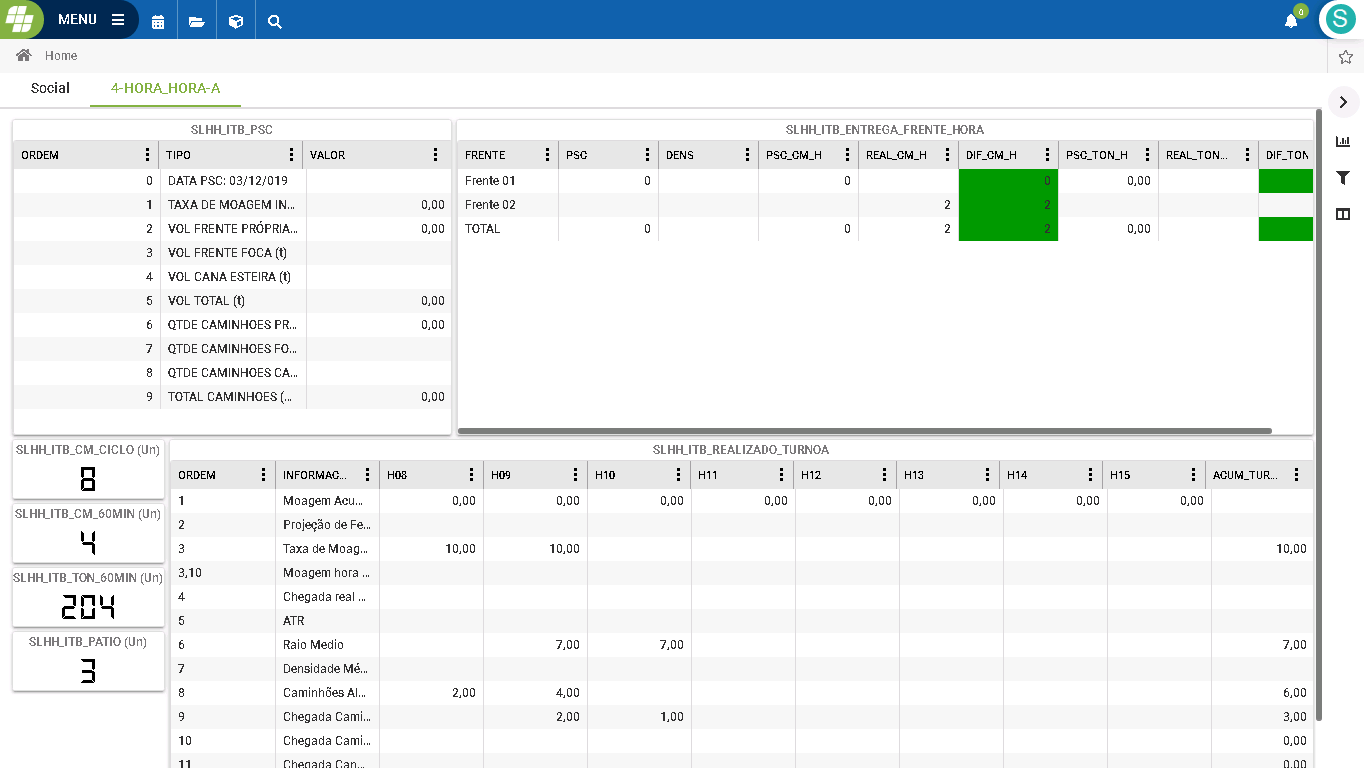 MENU
0
S
Home
Social 4-HORA_HORA-A
SLHH_ITB_PSC
ORDEM TIPO VALOR
0 DATA PSC: 03/12/019
1 TAXA DE MOAGEM IN... 0,00
2 VOL FRENTE PRÓPRIA... 0,00
3 VOL FRENTE FOCA (t)
4 VOL CANA ESTEIRA (t)
5 VOL TOTAL (t) 0,00
6 QTDE CAMINHOES PR... 0,00
7 QTDE CAMINHOES FO...
8 QTDE CAMINHOES CA...
9 TOTAL CAMINHOES (... 0,00
SLHH_ITB_ENTREGA_FRENTE_HORA
FRENTE PSC DENS PSC_CM_H REAL_CM_H DIF_CM_H PSC_TON_H REAL_TON... DIF_TON
Frente 01 0 0 0 0,00
Frente 02 2 2
TOTAL 0 0 2 2 0,00
SLHH_ITB_CM_CICLO (Un)
8
SLHH_ITB_CM_60MIN (Un)
4
SLHH_ITB_TON_60MIN (Un)
204
SLHH_ITB_PATIO (Un)
3
SLHH_ITB_REALIZADO_TURNOA
ORDEM INFORMAC... H08 H09 H10 H11 H12 H13 H14 H15 AGUM_TUR...
1 Moagem Acu... 0,00 0,00 0,00 0,00 0,00 0,00 0,00 0,00
2 Projeção de Fe...
3 Taxa de Moag... 10,00 10,00 10,00
3,10 Moagem hora ...
4 Chegada real ...
5 ATR
6 Raio Medio 7,00 7,00 7,00
7 Densidade Mé...
8 Caminhões Al... 2,00 4,00 6,00
9 Chegada Cami... 2,00 1,00 3,00
10 Chegada Cami... 0,00
11 Chegada Can... 0,00